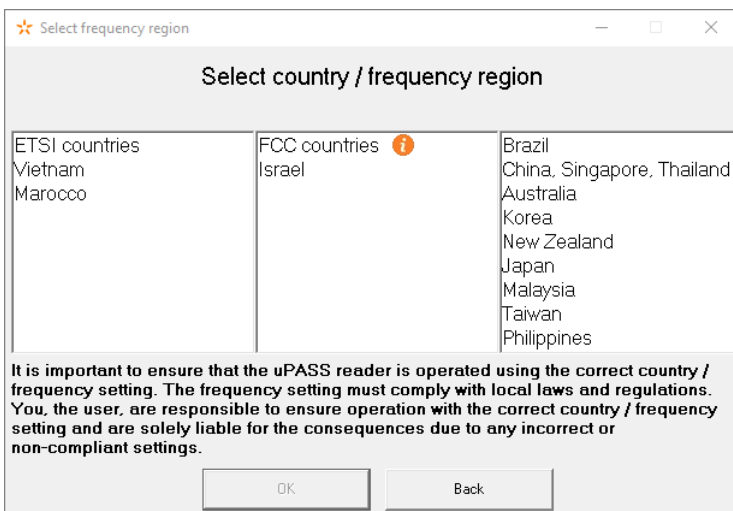 Select frequency region
Select country / frequency region
ETSI countries
Vietnam
Marocco
FCC countries i
Israel
Brazil
China, Singapore, Thailand
Australia
Korea
New Zealand
Japan
Malaysia
Taiwan
Philippines
It is important to ensure that the uPASS reader is operated using the correct country /
frequency setting. The frequency setting must comply with local laws and regulations.
You, the user, are responsible to ensure operation with the correct country / frequency
setting and are solely liable for the consequences due to any incorrect or
non-compliant settings.
OK
Back